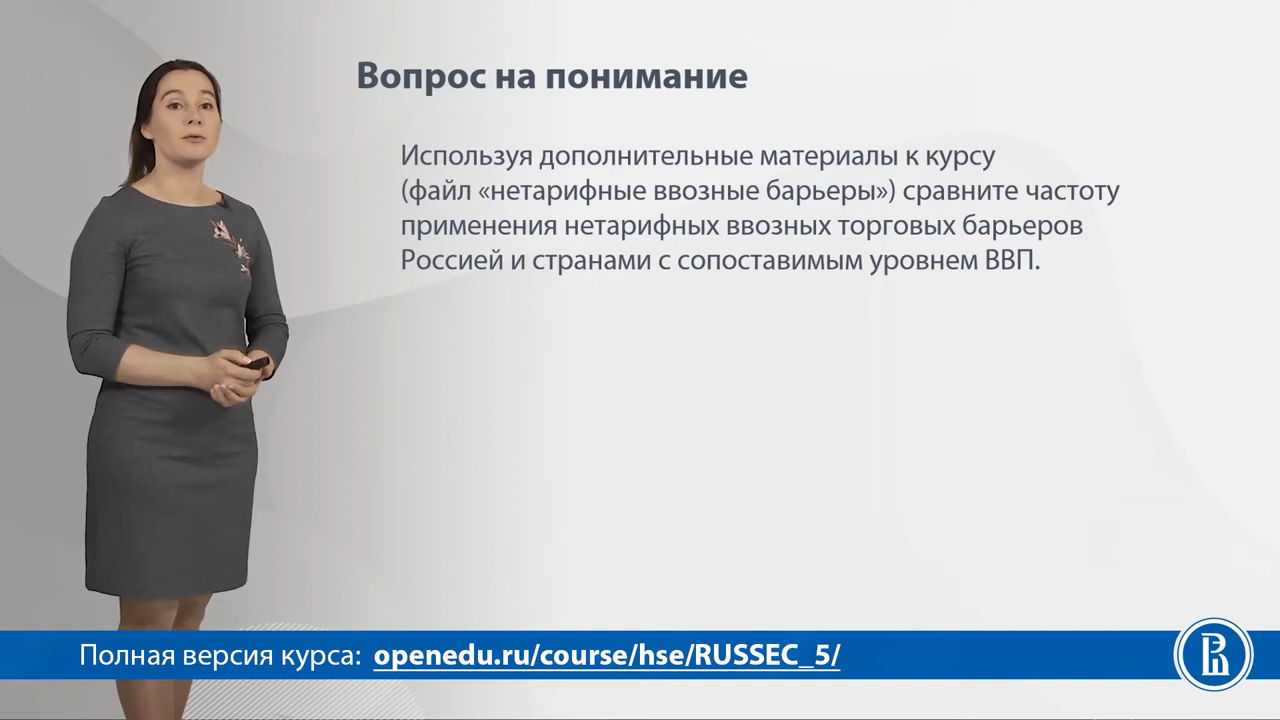 Вопрос на понимание
Используя дополнительные материалы к курсу
(файл «нетарифные ввозные барьеры») сравните частоту
применения нетарифных ввозных торговых барьеров
Россией и странами с сопоставимым уровнем ВВП.
Полная версия курса: openedu.ru/course/hse/RUSSEC_5/